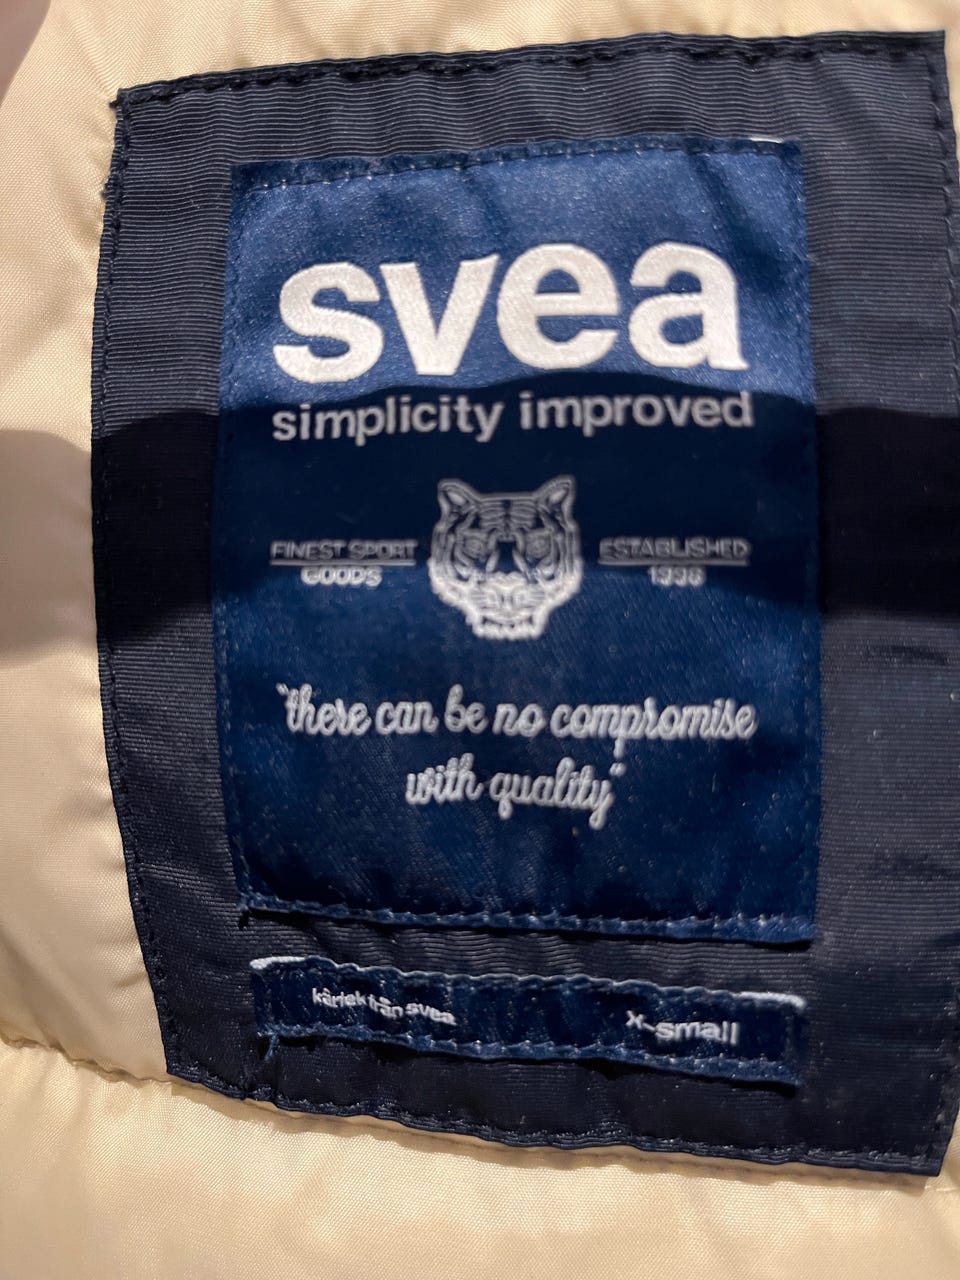 svea
simplicity improved
FINEST SPORT
GOODS
ESTABLISHED
"there can be no compromise
with quality"
kärlek från svea
x-small